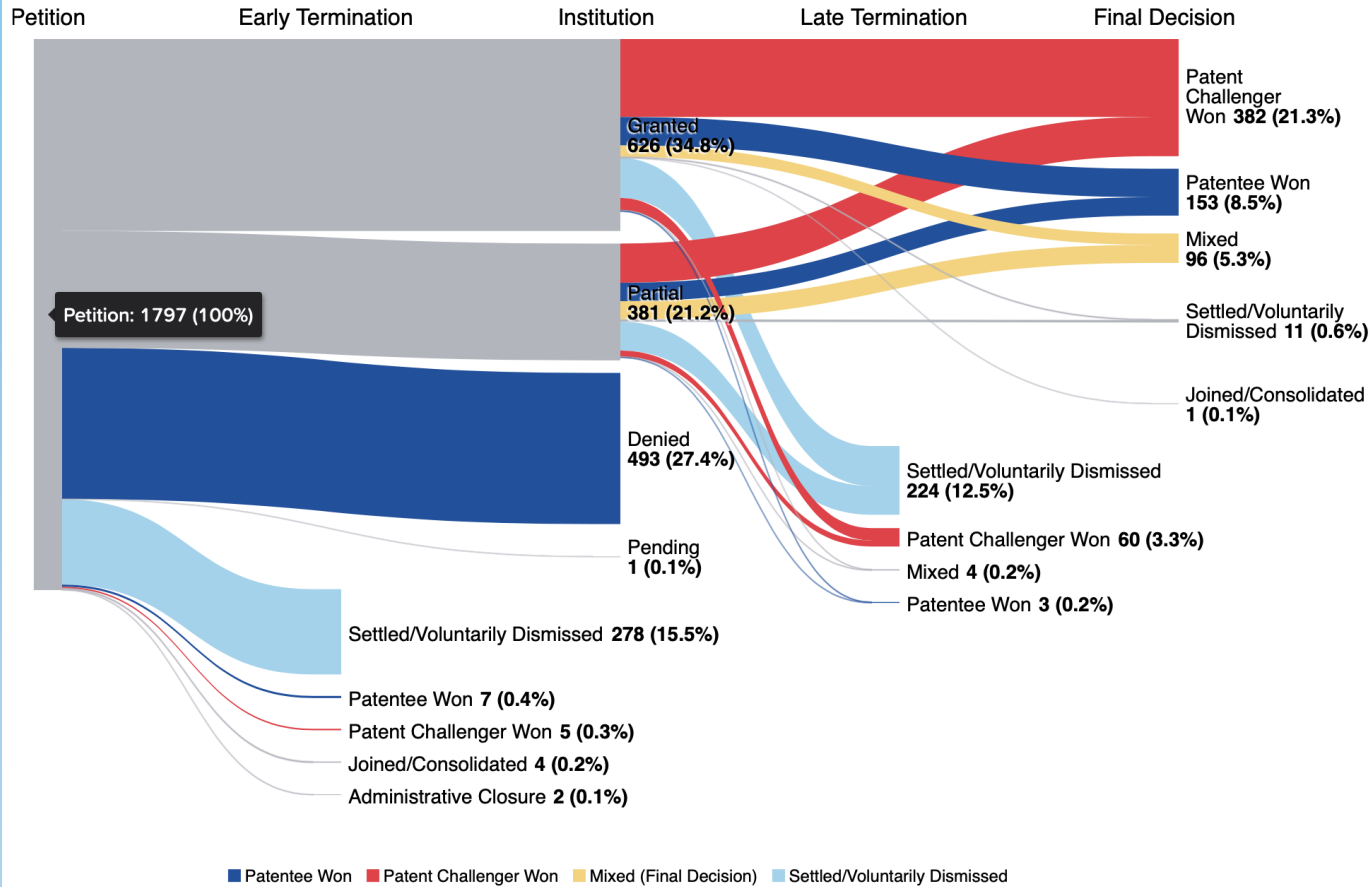 Petition
Early Termination
Institution
Late Termination
Final Decision
Patent
Challenger
Won 382 (21.3%)
Granted
626 (34.8%)
Patentee Won
153 (8.5%)
Mixed
96 (5.3%)
Partial
381 (21.2%)
Petition: 1797 (100%)
Settled/Voluntarily
Dismissed 11 (0.6%)
Joined/Consolidated
1 (0.1%)
Denied
493 (27.4%)
Settled/Voluntarily Dismissed
224 (12.5%)
Patent Challenger Won 60 (3.3%)
Pending
1 (0.1%)
Mixed 4 (0.2%)
Patentee Won 3 (0.2%)
Settled/Voluntarily Dismissed 278 (15.5%)
Patentee Won 7 (0.4%)
Patent Challenger Won 5 (0.3%)
Joined/Consolidated 4 (0.2%)
Administrative Closure 2 (0.1%)
Patentee Won
Patent Challenger Won
Mixed (Final Decision)
Settled/Voluntarily Dismissed